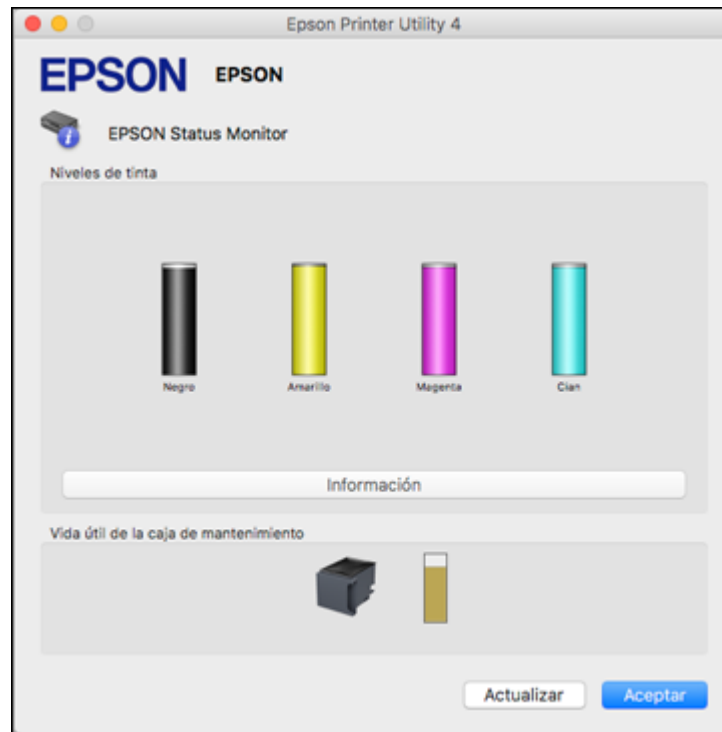 Epson Printer Utility 4
EPSON EPSON
EPSON Status Monitor
Niveles de tinta
Negro Amarillo Magenta Cian
Información
Vida útil de la caja de mantenimiento
Actualizar Aceptar